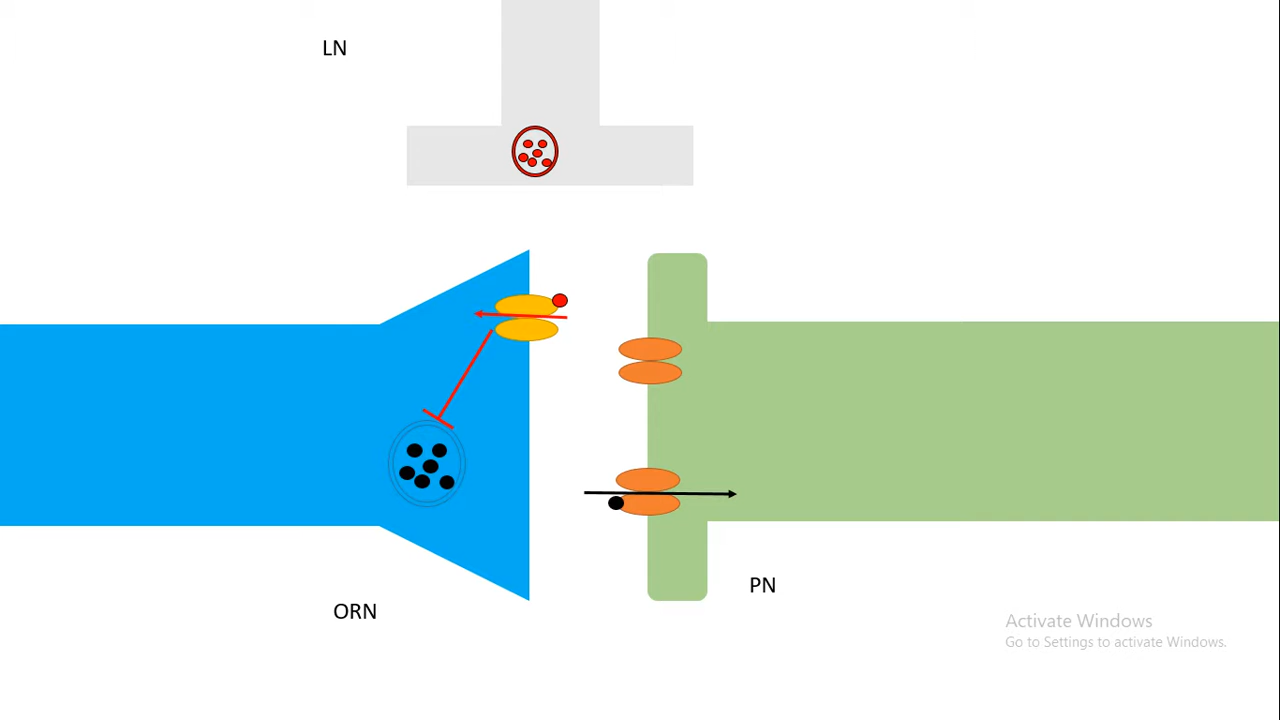 LN
ORN
PN
Activate Windows
Go to Settings to activate Windows.